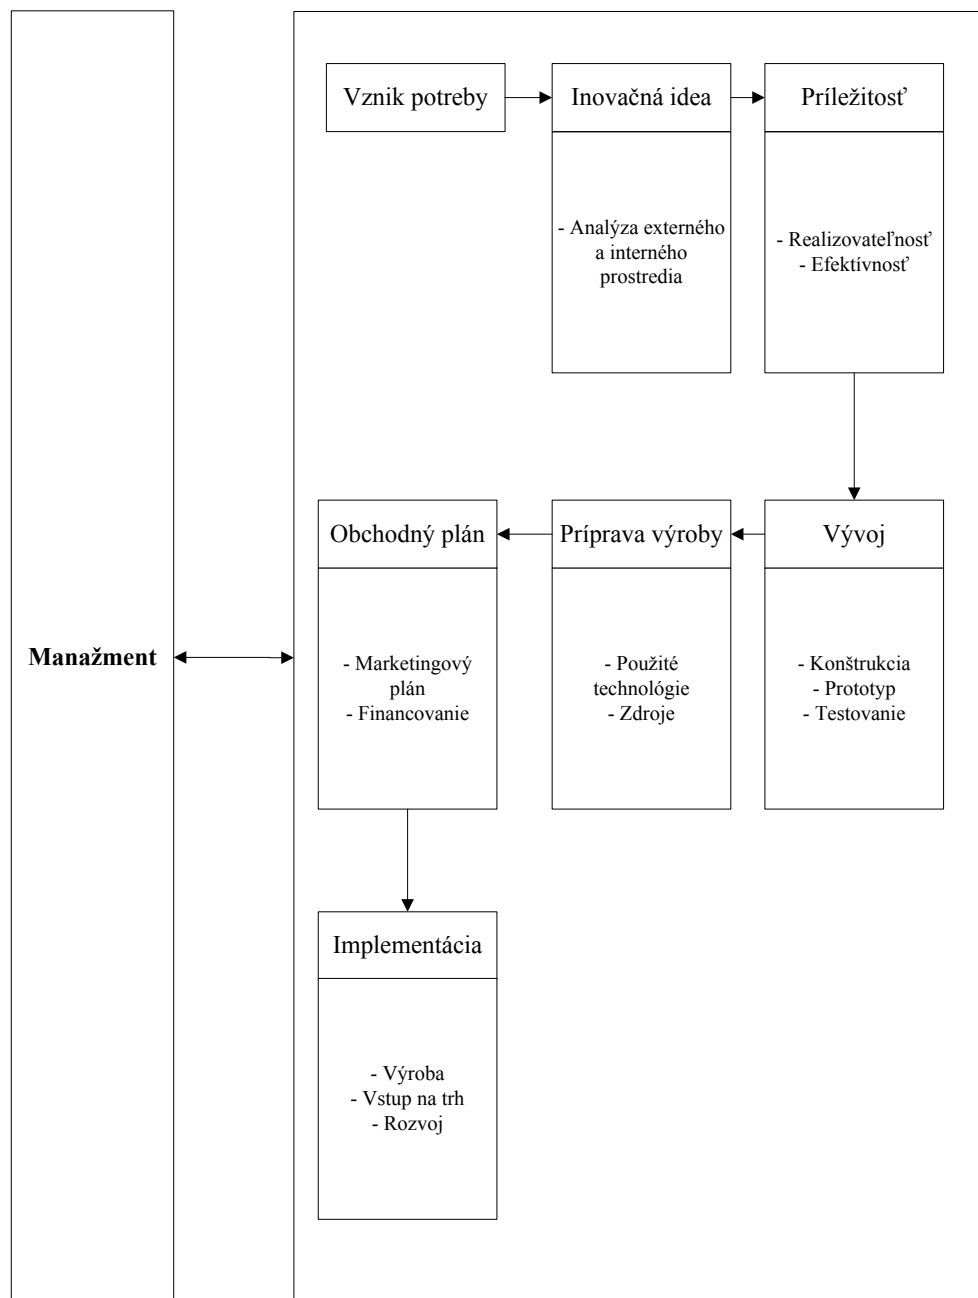 Vznik potreby
Inovačná idea
- Analýza externého
a interného
prostredia
Príležitosť
- Realizovateľnosť
- Efektívnosť
Manažment
Obchodný plán
- Marketingový
plán
- Financovanie
Príprava výroby
- Použité
technológie
- Zdroje
Vývoj
- Konštrukcia
- Prototyp
- Testovanie
Implementácia
- Výroba
- Vstup na trh
- Rozvoj